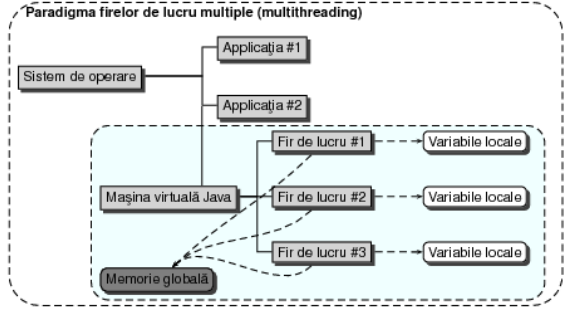 Paradigma firelor de lucru multiple (multithreading)
Applicaţia #1
Sistem de operare
Applicaţia #2
Fir de lucru #1
Variabile locale
Maşina virtuală Java
Fir de lucru #2
Variabile locale
Fir de lucru #3
Variabile locale
Memorie globală